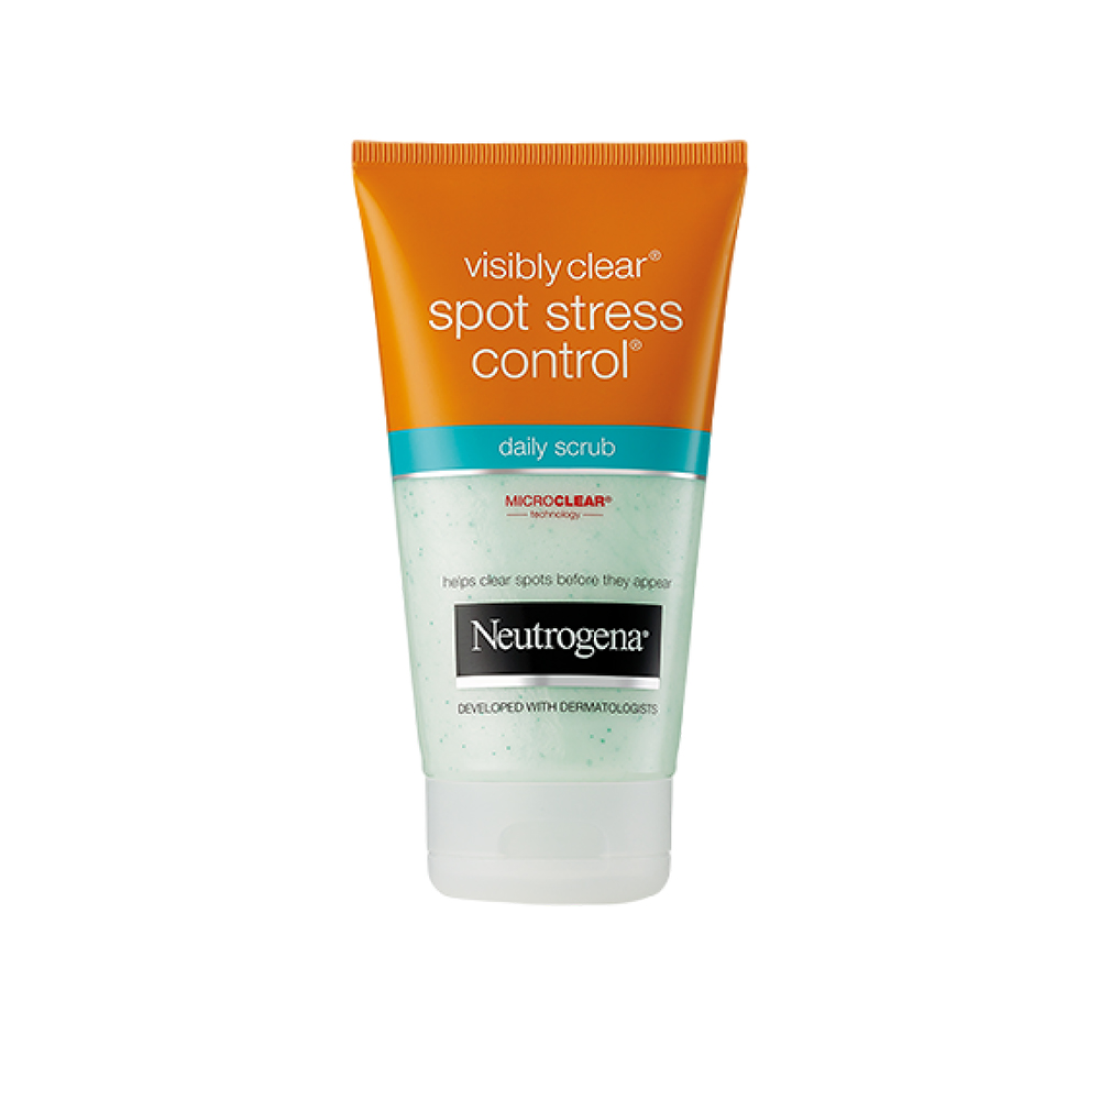 visibly clear®
spot stress
control®
daily scrub
MICROCLEAR®
technology
helps clear spots before they appear
Neutrogena®
DEVELOPED WITH DERMATOLOGISTS